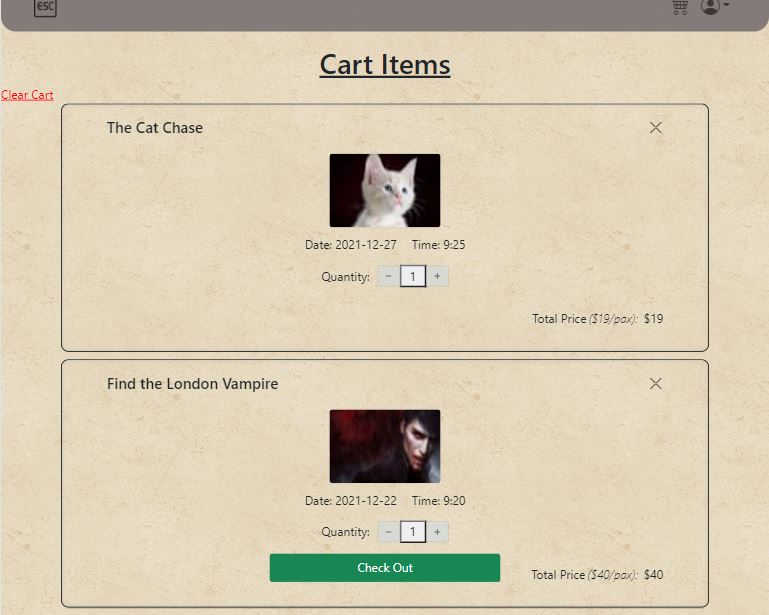 ESC
Cart Items
Clear Cart
The Cat Chase
Date: 2021-12-27 Time: 9:25
Quantity: - 1 +
Total Price ($19/pax): $19
Find the London Vampire
Date: 2021-12-22 Time: 9:20
Quantity: - 1 +
Check Out
Total Price ($40/pax): $40